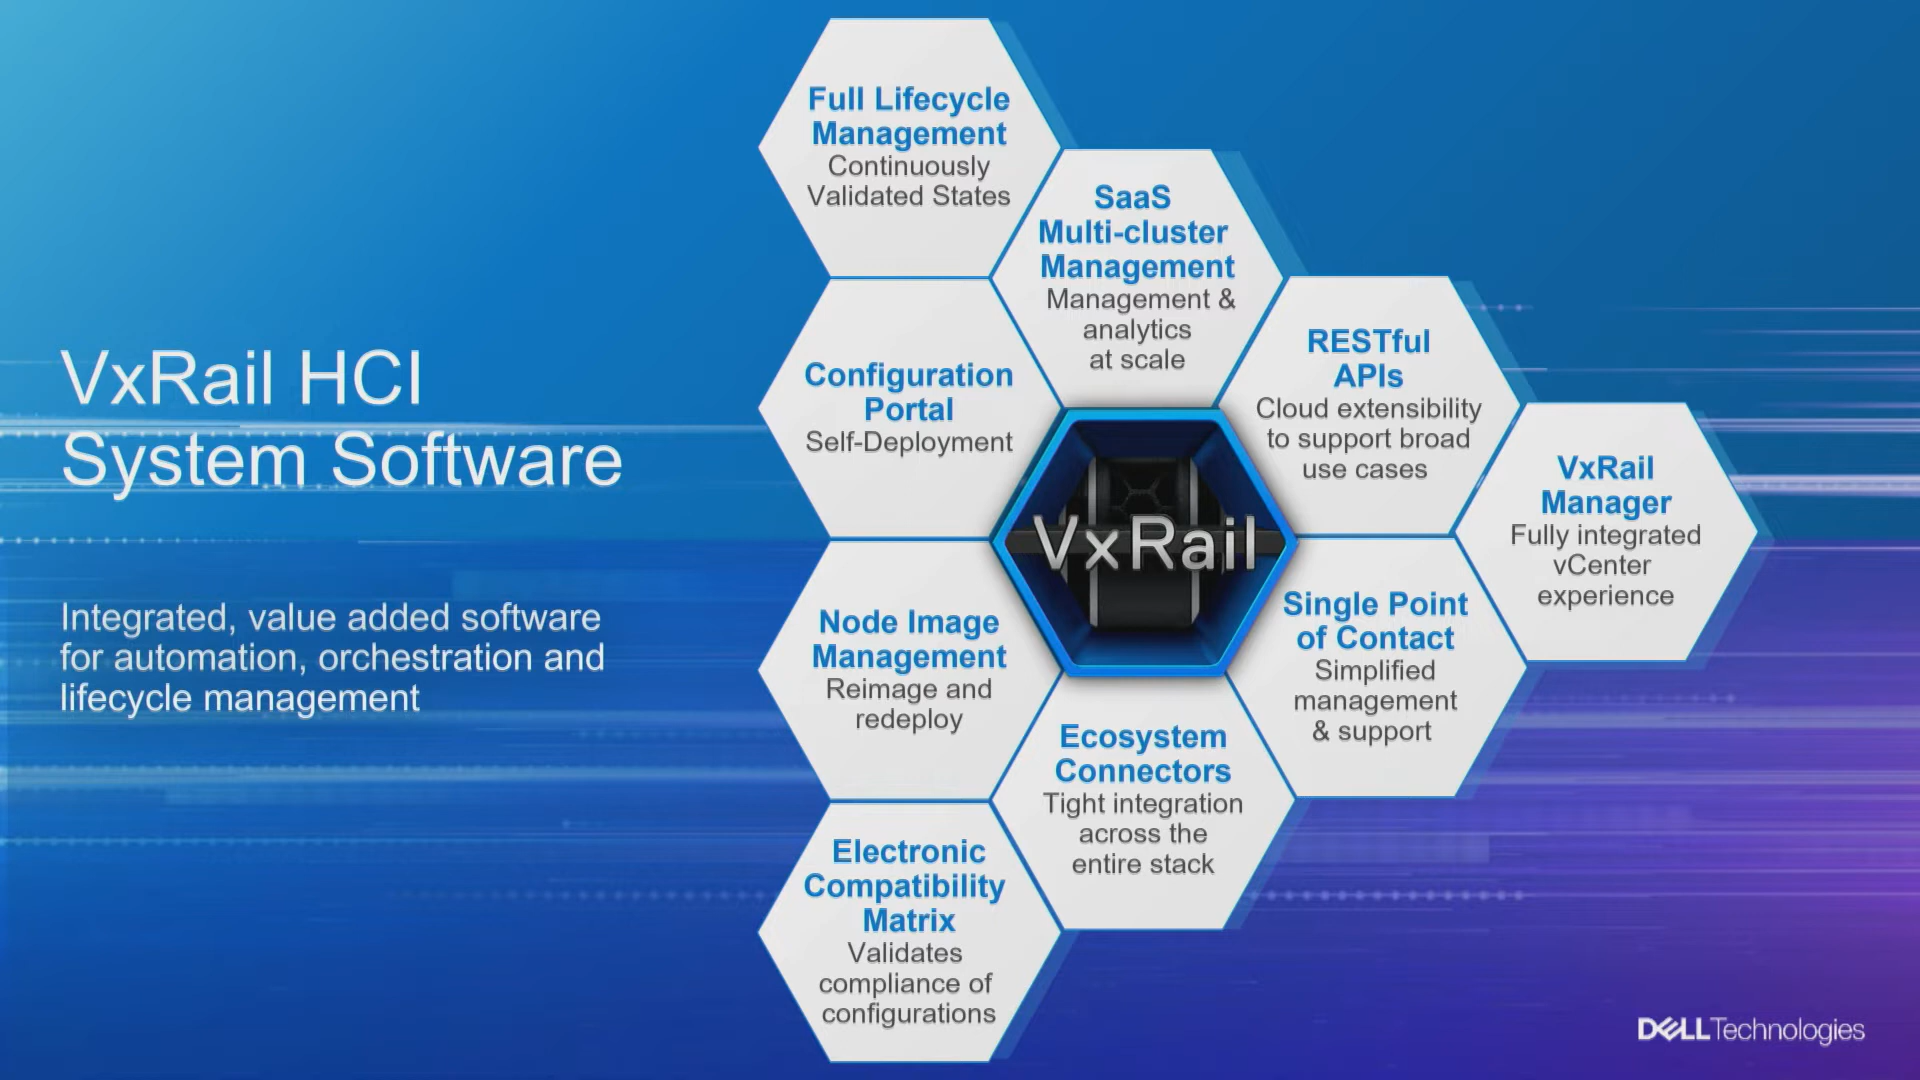 VxRail HCI
System Software
Integrated, value added software
for automation, orchestration and
lifecycle management
Full Lifecycle
Management
Continuously
Validated States
SaaS
Multi-cluster
Management
Management &
analytics
at scale
Configuration
Portal
Self-Deployment
RESTful
APIs
Cloud extensibility
to support broad
use cases
VxRail
Manager
Fully integrated
vCenter
experience
VxRail
Node Image
Management
Reimage and
redeploy
Single Point
of Contact
Simplified
management
& support
Ecosystem
Connectors
Tight integration
across the
entire stack
Electronic
Compatibility
Matrix
Validates
compliance of
configurations
DELL Technologies